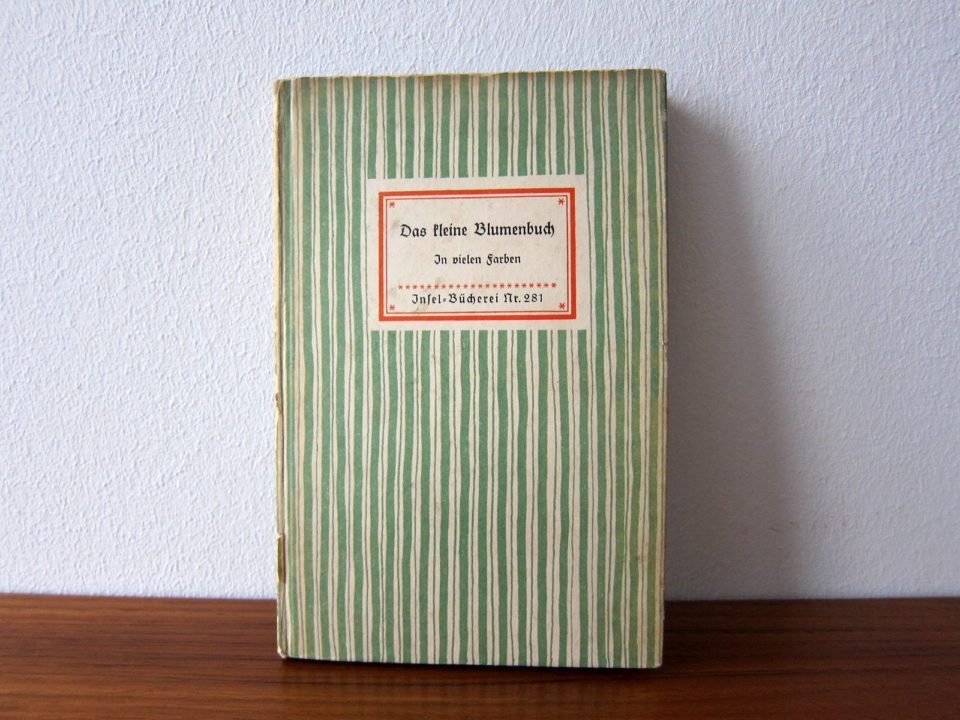 Das kleine Blumenbuch
In vielen Farben
Insel-Bücherei Nr. 281